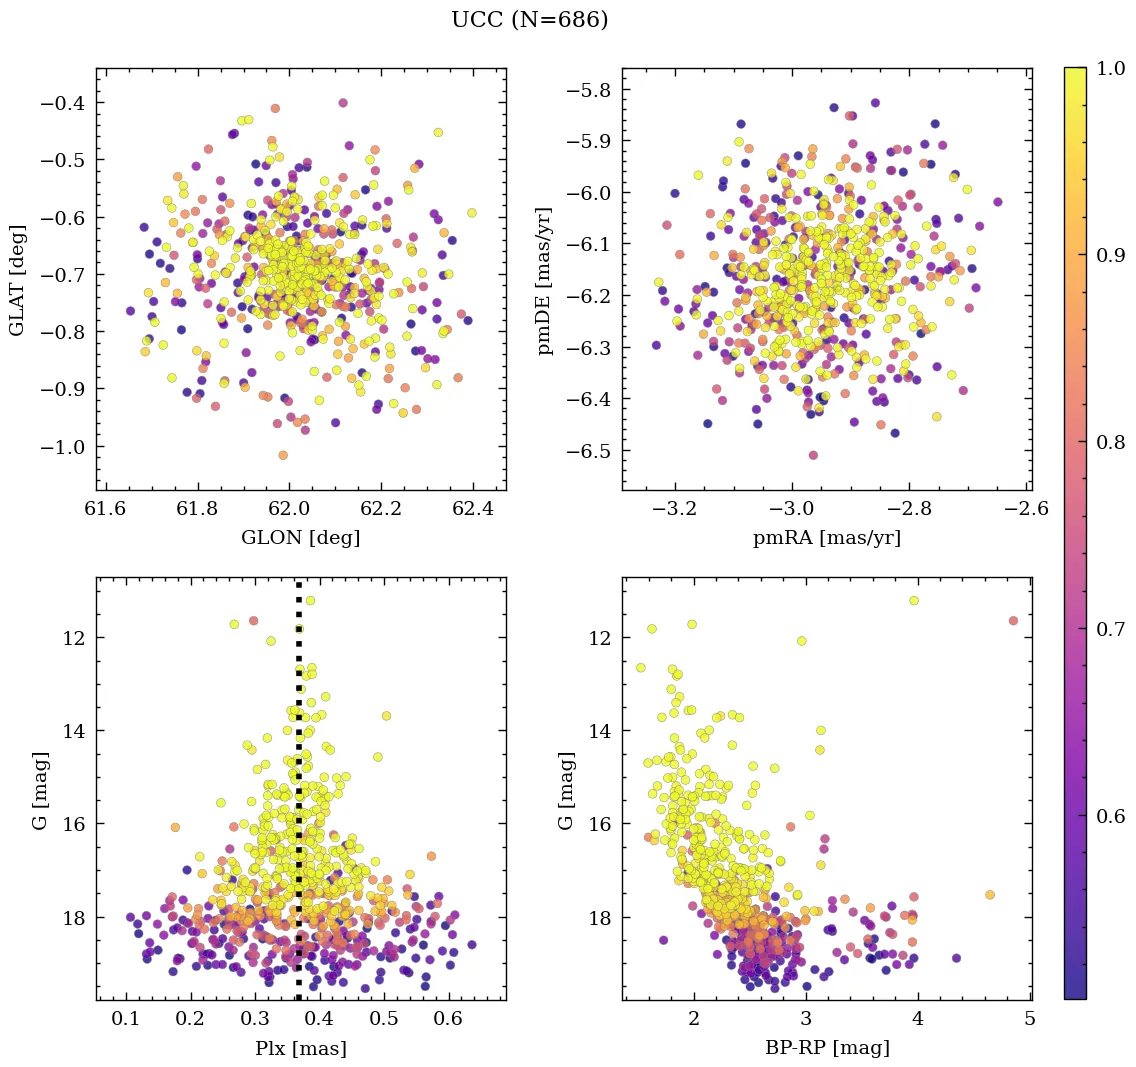 UCC (N=686)
−0.4
−0.5
−0.6
−0.7
−0.8
−0.9
−1.0
GLAT [deg]
61.6 61.8 62.0 62.2 62.4
GLON [deg]
−5.8
−5.9
−6.0
−6.1
−6.2
−6.3
−6.4
−6.5
pmDE [mas/yr]
−3.2 −3.0 −2.8 −2.6
pmRA [mas/yr]
12
14
16
18
G [mag]
0.1 0.2 0.3 0.4 0.5 0.6
Plx [mas]
12
14
16
18
G [mag]
2 3 4 5
BP-RP [mag]
1.0
0.9
0.8
0.7
0.6